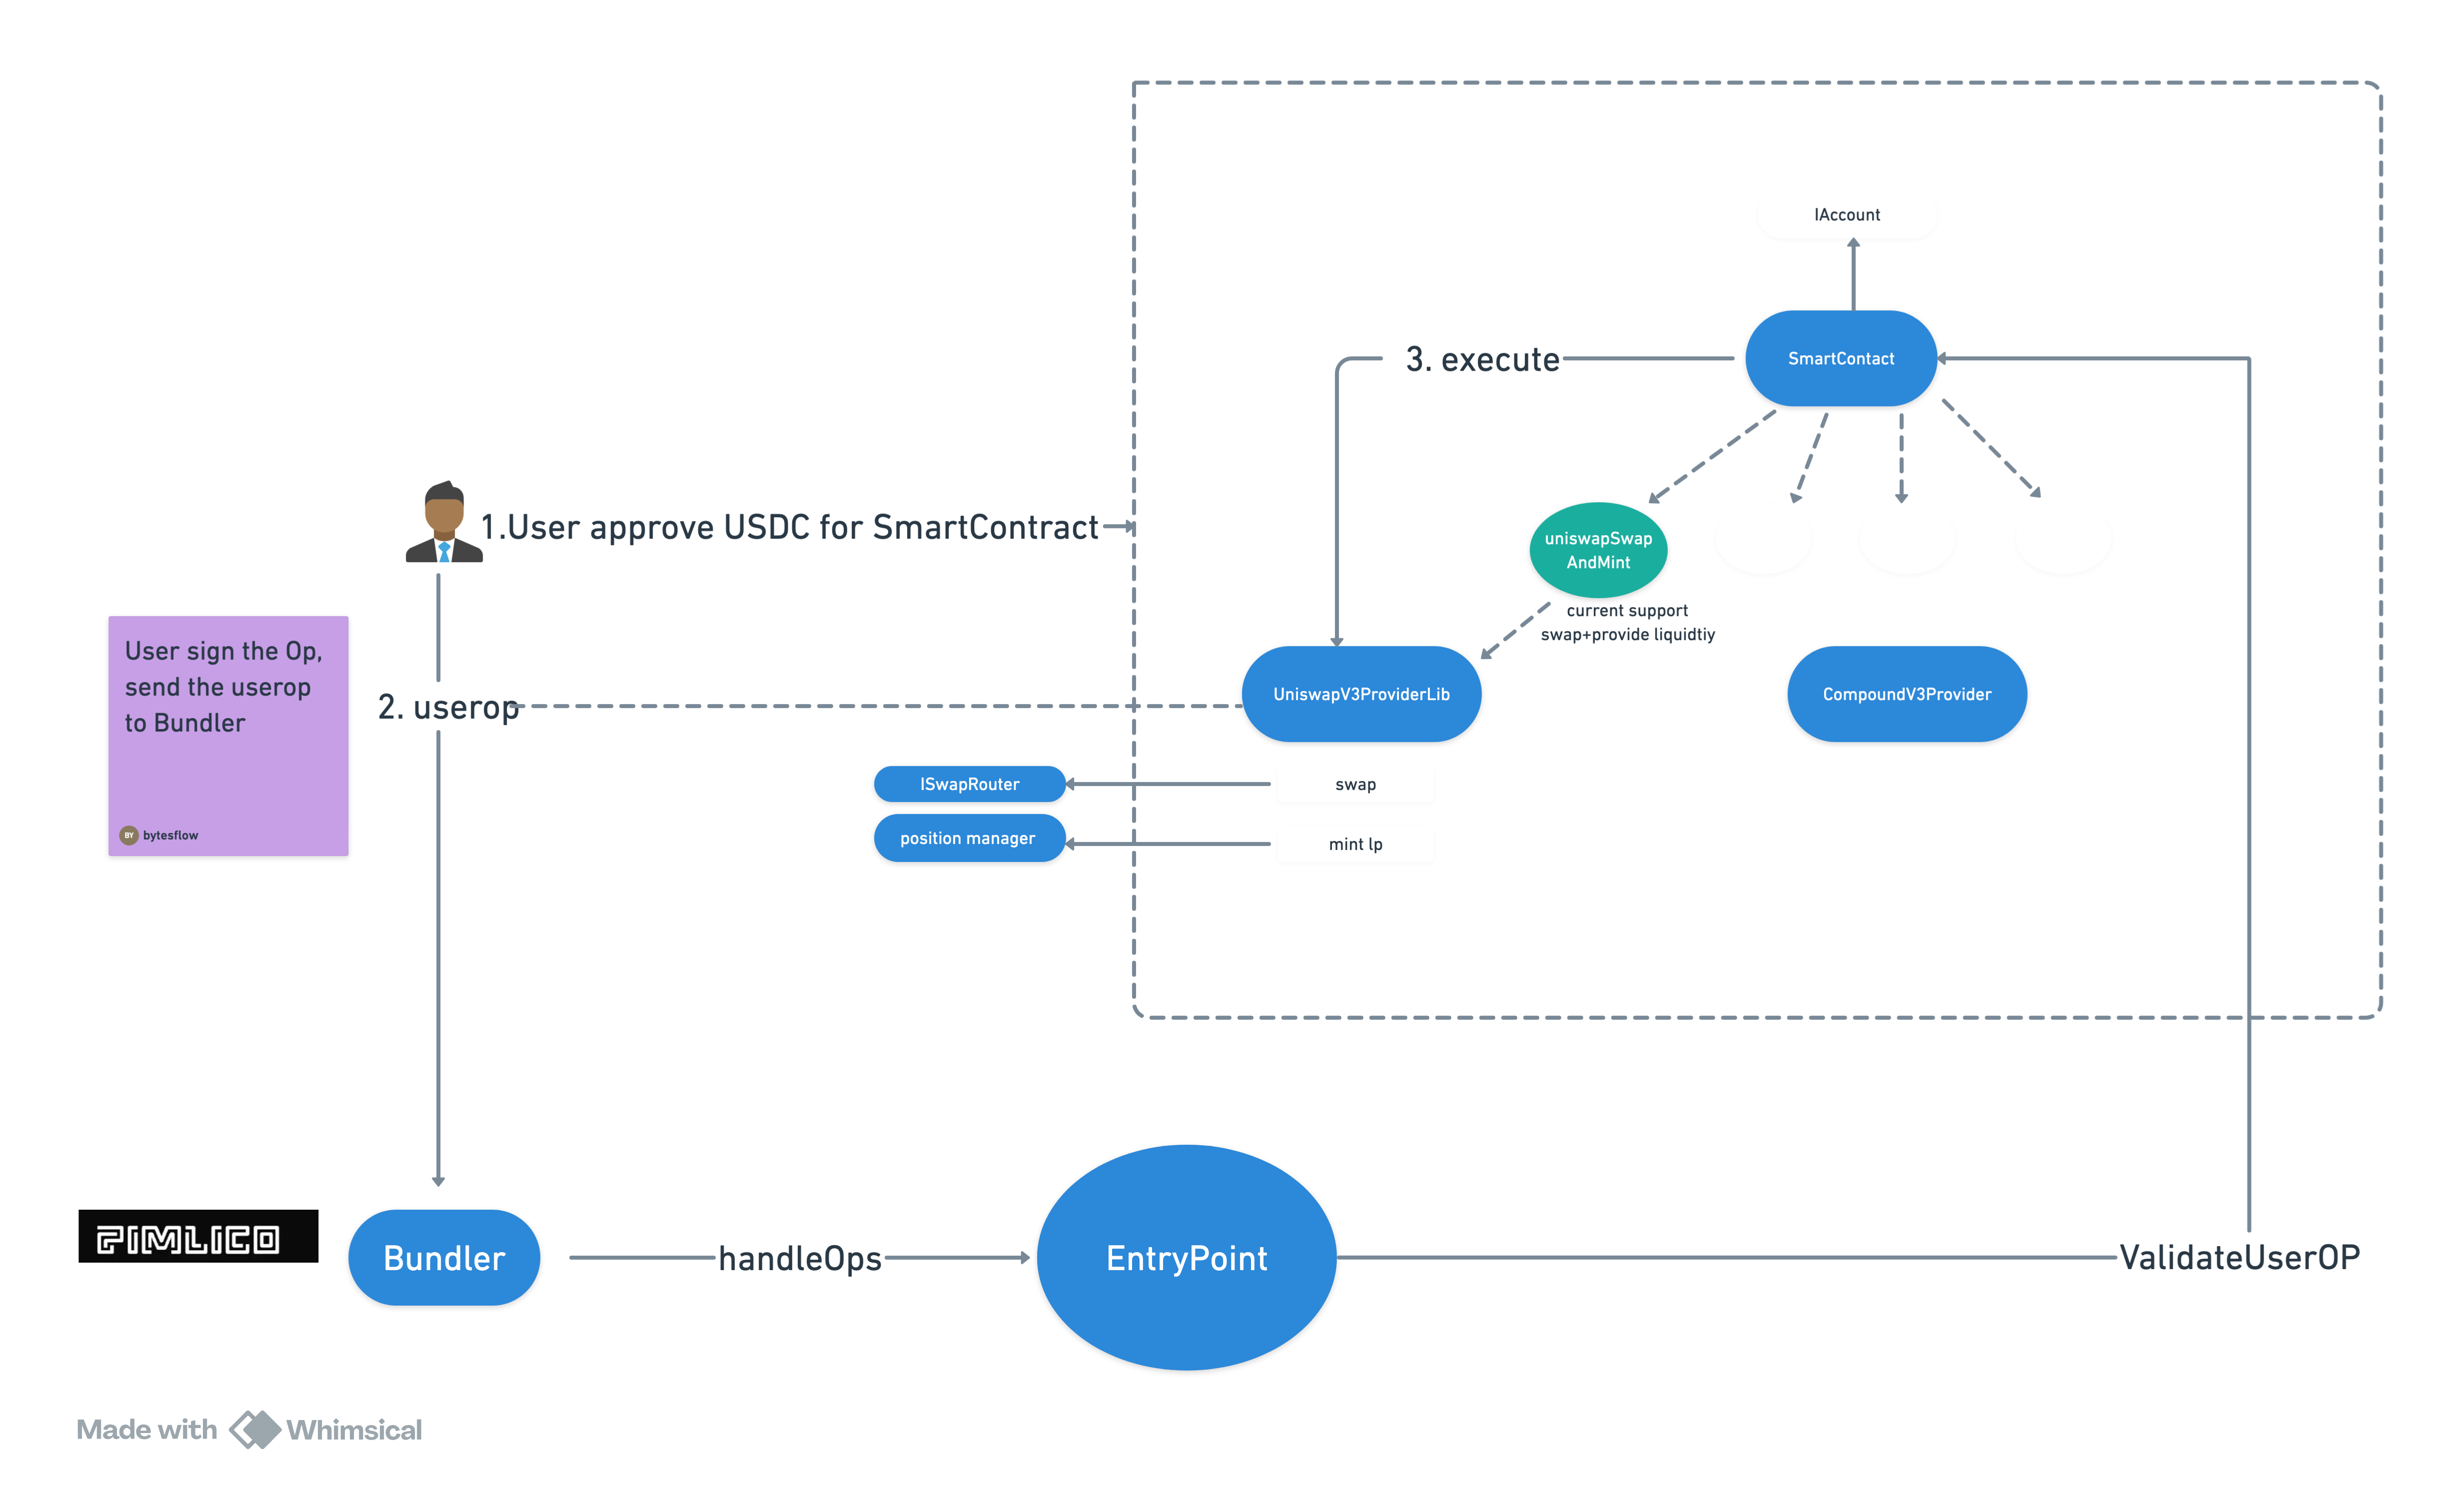 IAccount
3. execute
SmartContact
1.User approve USDC for SmartContract
uniswapSwap
AndMint
current support
swap+provide liquidtiy
User sign the Op,
send the userop
to Bundler
BY bytesflow
2. userop
UniswapV3ProviderLib
CompoundV3Provider
ISwapRouter
swap
position manager
mint lp
PIMLICO
Bundler
handleOps
EntryPoint
ValidateUserOP
Made with Whimsical